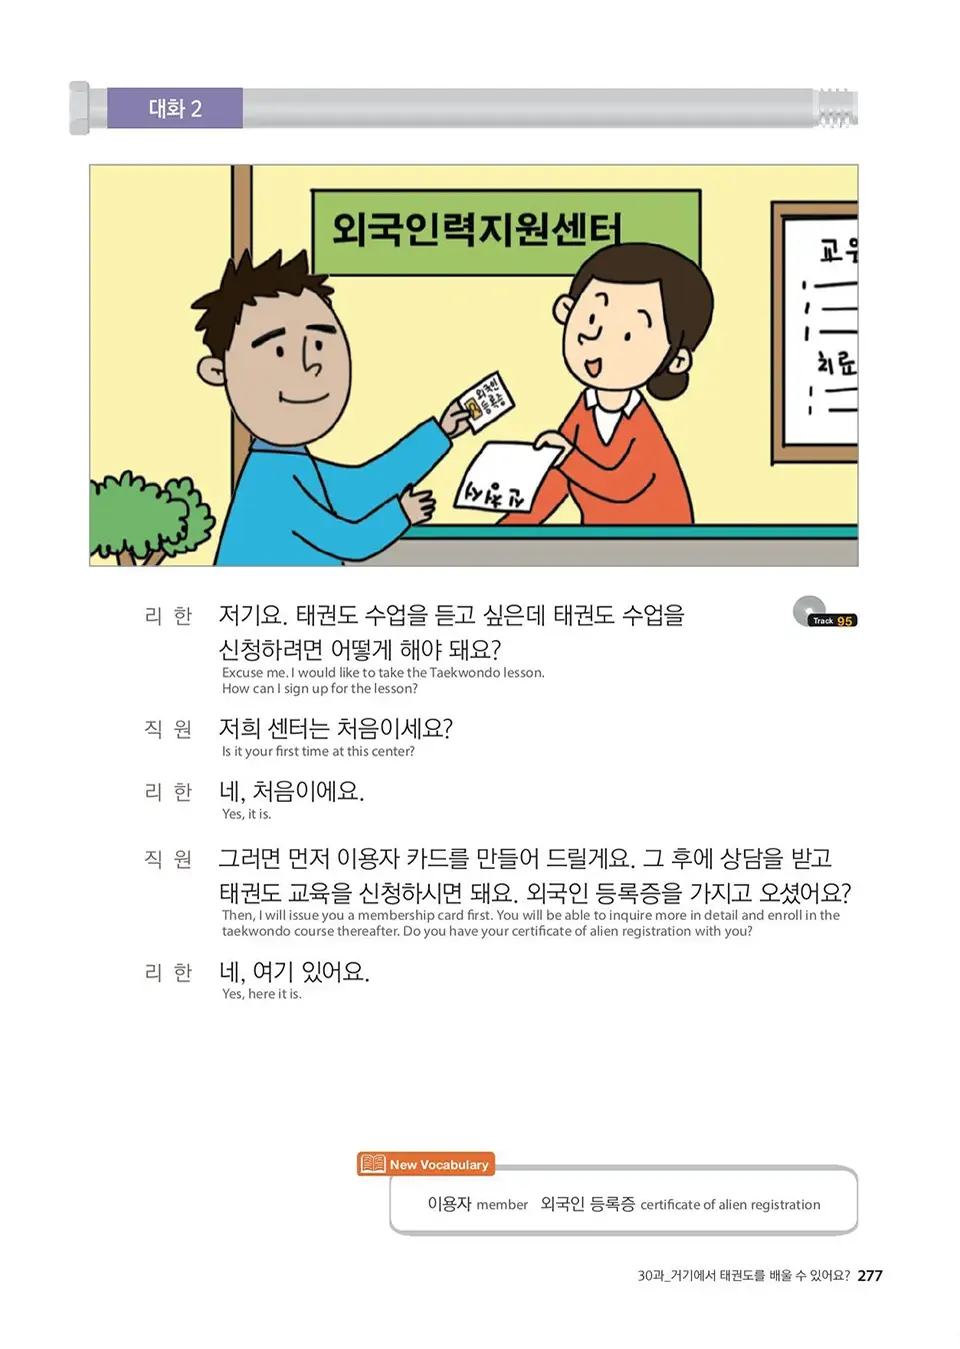 대화 2
외국인력지원센터
교육
치료
외국인
등록증
신청서
리 한 저기요. 태권도 수업을 듣고 싶은데 태권도 수업을
신청하려면 어떻게 해야 돼요?
Excuse me. I would like to take the Taekwondo lesson.
How can I sign up for the lesson?
Track 95
직 원 저희 센터는 처음이세요?
Is it your first time at this center?
리 한 네, 처음이에요.
Yes, it is.
직 원 그러면 먼저 이용자 카드를 만들어 드릴게요. 그 후에 상담을 받고
태권도 교육을 신청하시면 돼요. 외국인 등록증을 가지고 오셨어요?
Then, I will issue you a membership card first. You will be able to inquire more in detail and enroll in the
taekwondo course thereafter. Do you have your certificate of alien registration with you?
리 한 네, 여기 있어요.
Yes, here it is.
New Vocabulary
이용자 member 외국인 등록증 certificate of alien registration
30과_거기에서 태권도를 배울 수 있어요? 277